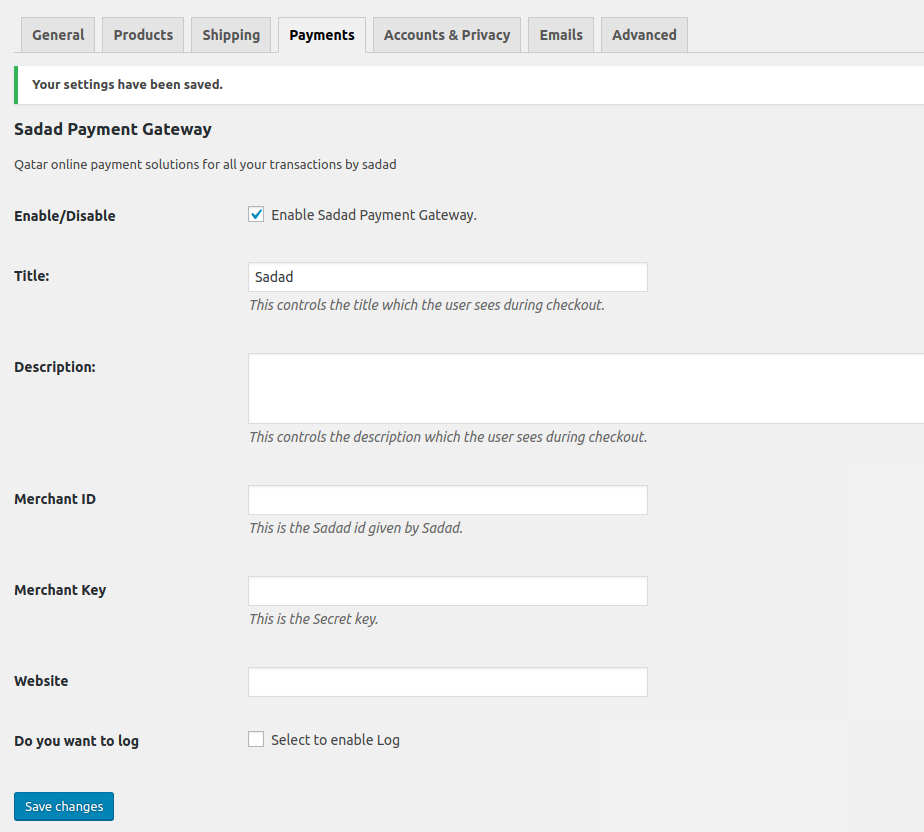 General Products Shipping Payments Accounts & Privacy Emails Advanced
Your settings have been saved.
Sadad Payment Gateway
Qatar online payment solutions for all your transactions by sadad
Enable/Disable Enable Sadad Payment Gateway.
Title: Sadad
This controls the title which the user sees during checkout.
Description:
This controls the description which the user sees during checkout.
Merchant ID
This is the Sadad id given by Sadad.
Merchant Key
This is the Secret key.
Website
Do you want to log Select to enable Log
Save changes